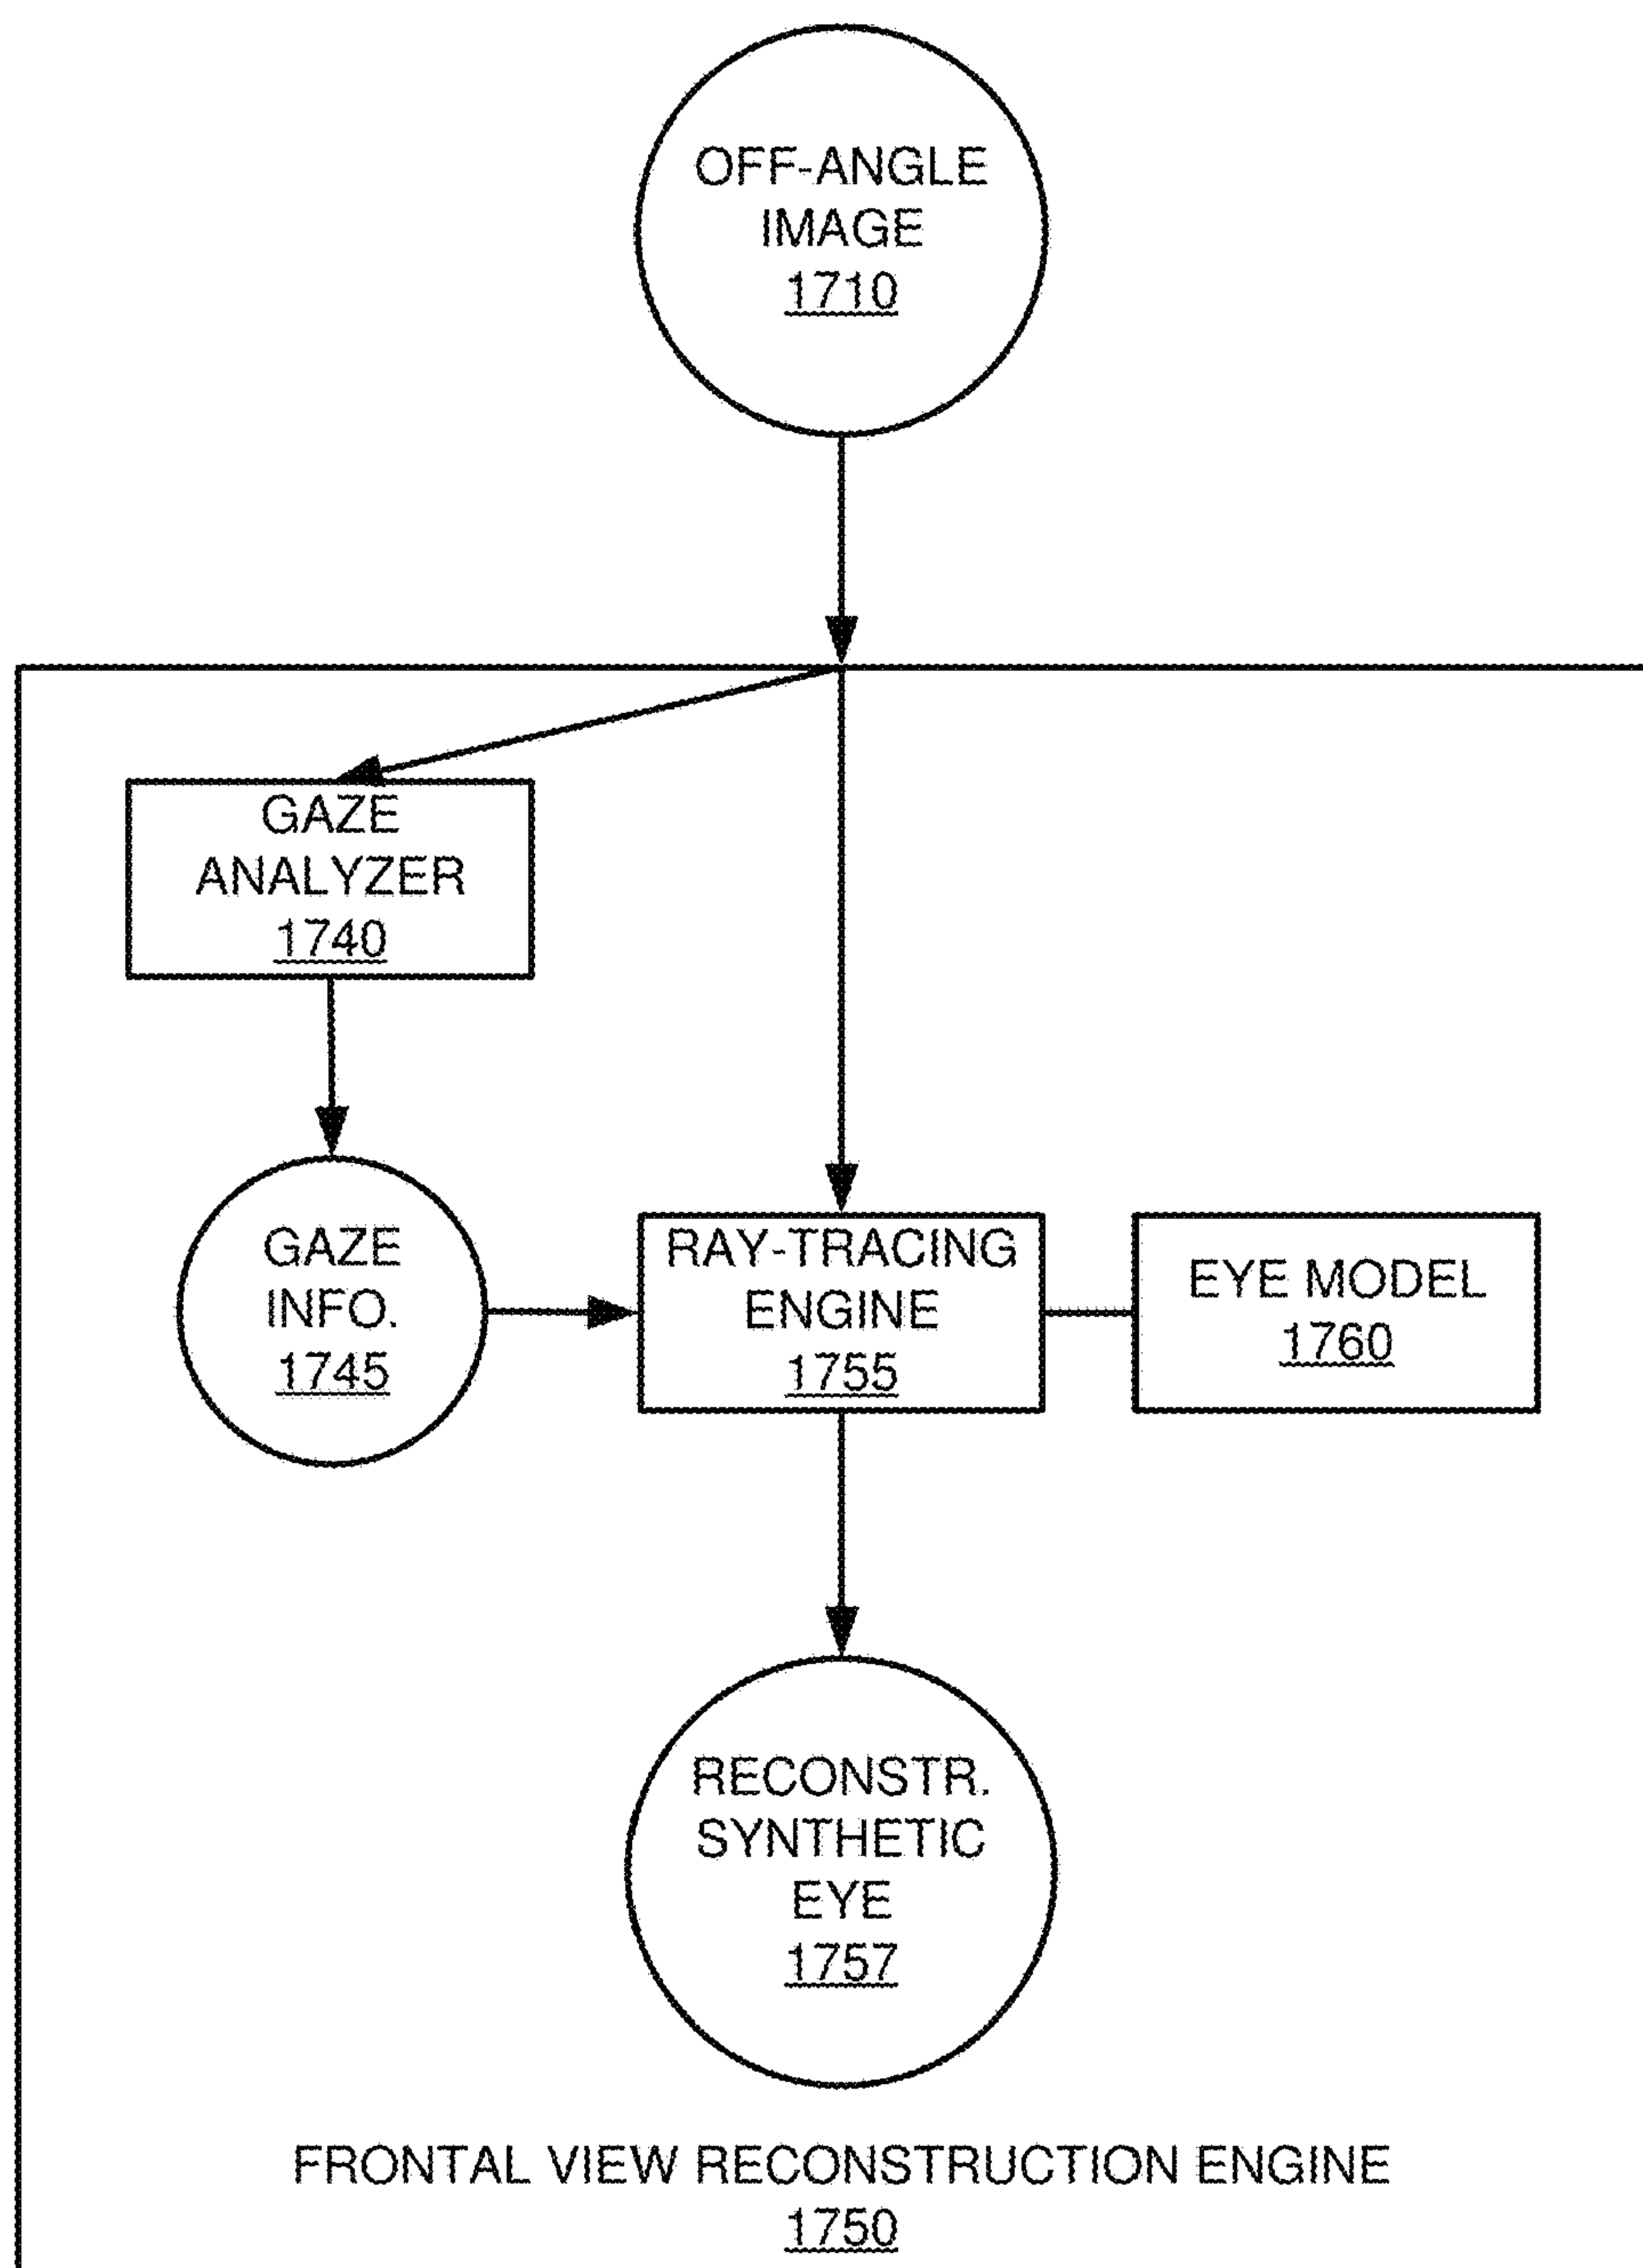 OFF-ANGLE
IMAGE
1710
GAZE
ANALYZER
1740
GAZE
INFO.
1745
RAY-TRACING
ENGINE
1755
EYE MODEL
1760
RECONSTR.
SYNTHETIC
EYE
1757
FRONTAL VIEW RECONSTRUCTION ENGINE
1750